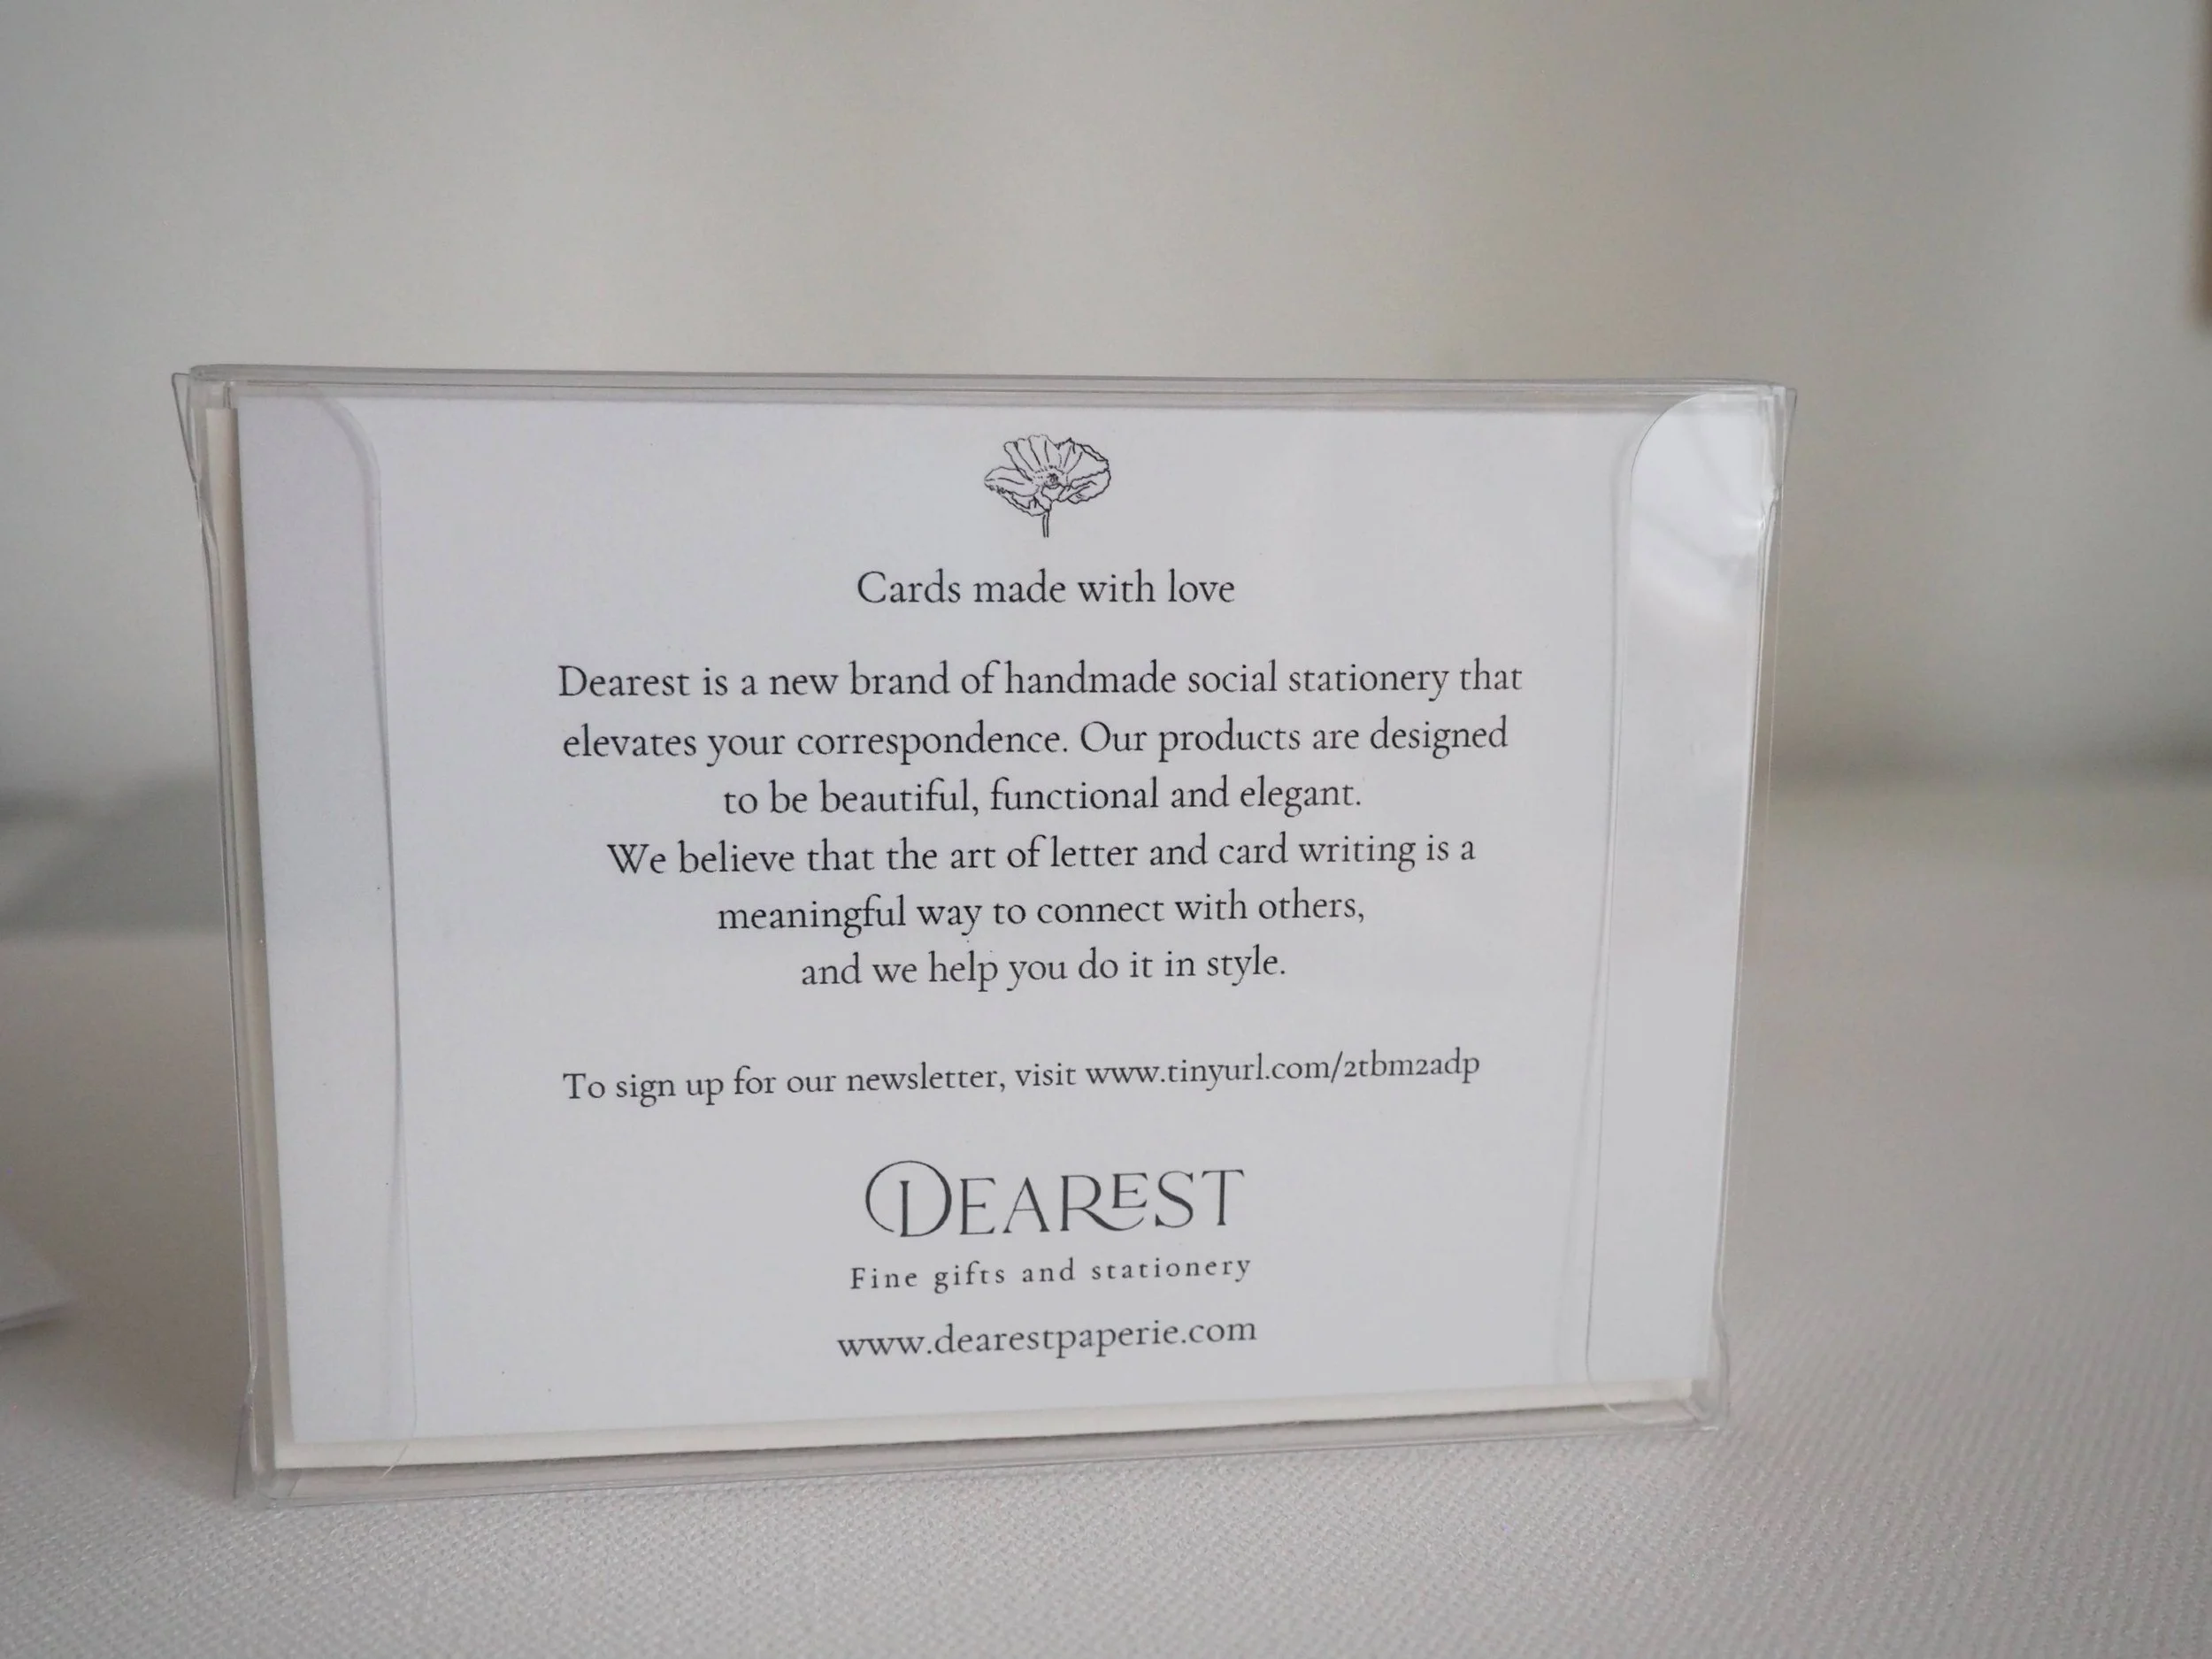 Cards made with love
Dearest is a new brand of handmade social stationery that
elevates your correspondence. Our products are designed
to be beautiful, functional and elegant.
We believe that the art of letter and card writing is a
meaningful way to connect with others,
and we help you do it in style.
To sign up for our newsletter, visit www.tinyurl.com/2tbm2adp
DEAREST
Fine gifts and stationery
www.dearestpaperie.com